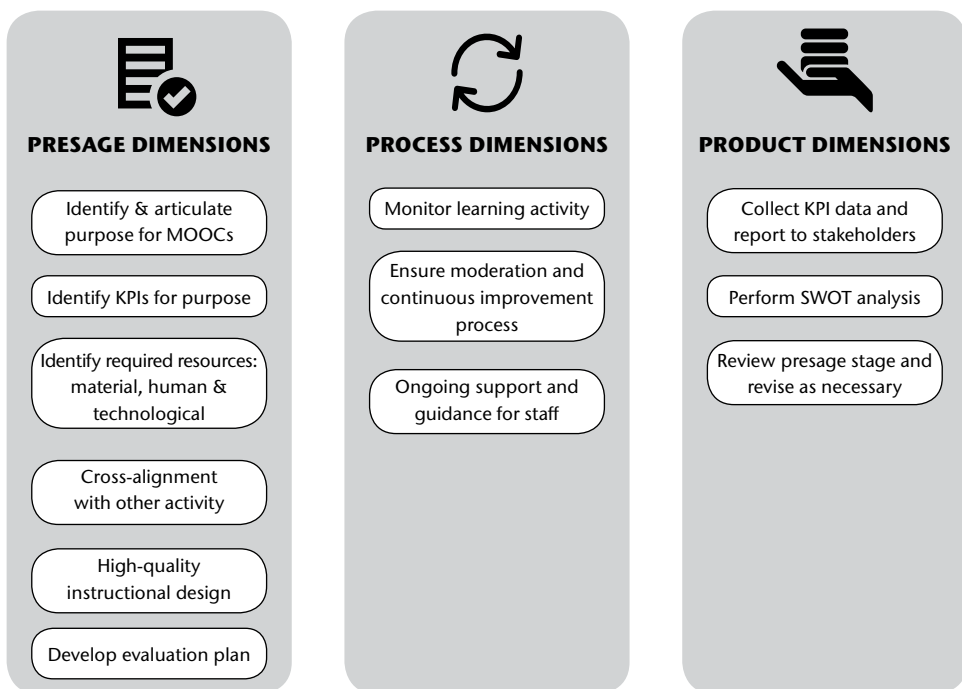 PRESAGE DIMENSIONS
Identify & articulate
purpose for MOOCs
Identify KPIs for purpose
Identify required resources:
material, human &
technological
Cross-alignment
with other activity
High-quality
instructional design
Develop evaluation plan
PROCESS DIMENSIONS
Monitor learning activity
Ensure moderation and
continuous improvement
process
Ongoing support and
guidance for staff
PRODUCT DIMENSIONS
Collect KPI data and
report to stakeholders
Perform SWOT analysis
Review presage stage and
revise as necessary